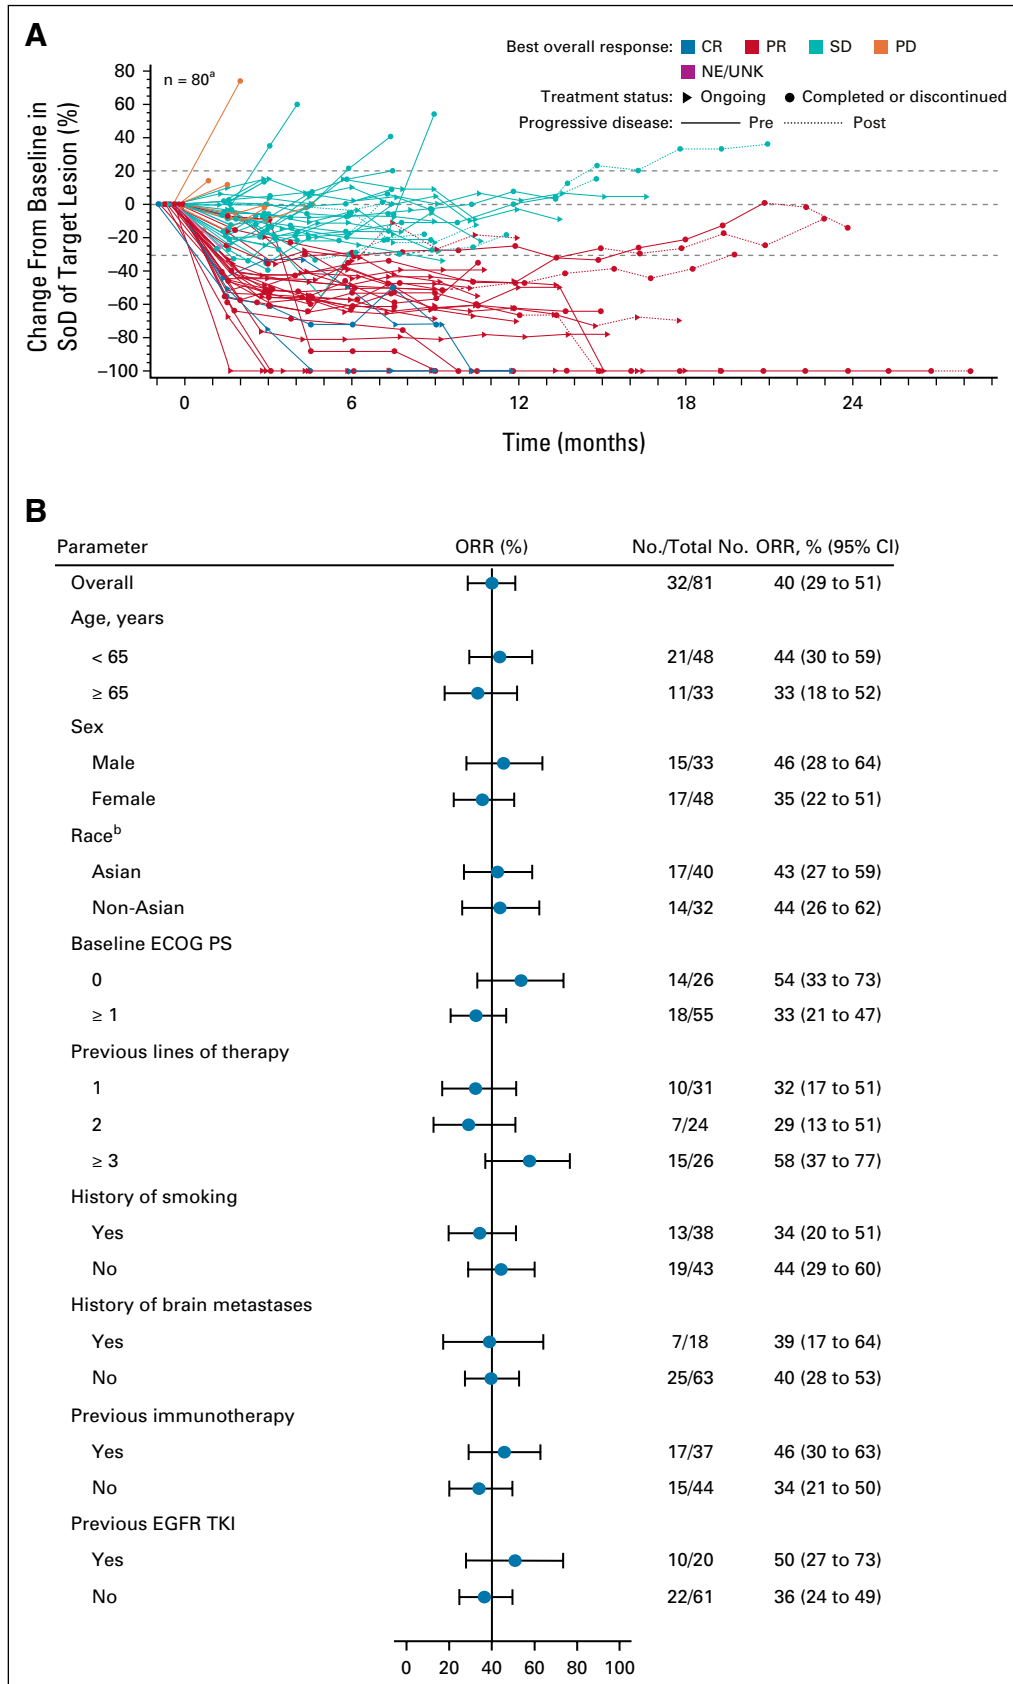 A
Best overall response: CR PR SD PD
NE/UNK
Treatment status: Ongoing Completed or discontinued
Progressive disease: Pre Post
n = 80a
Change From Baseline in
SoD of Target Lesion (%)
80
60
40
20
0
−20
−40
−60
−80
−100
0 6 12 18 24
Time (months)
B
Parameter ORR (%) No./Total No. ORR, % (95% CI)
Overall 32/81 40 (29 to 51)
Age, years
< 65 21/48 44 (30 to 59)
≥ 65 11/33 33 (18 to 52)
Sex
Male 15/33 46 (28 to 64)
Female 17/48 35 (22 to 51)
Raceb
Asian 17/40 43 (27 to 59)
Non-Asian 14/32 44 (26 to 62)
Baseline ECOG PS
0 14/26 54 (33 to 73)
≥ 1 18/55 33 (21 to 47)
Previous lines of therapy
1 10/31 32 (17 to 51)
2 7/24 29 (13 to 51)
≥ 3 15/26 58 (37 to 77)
History of smoking
Yes 13/38 34 (20 to 51)
No 19/43 44 (29 to 60)
History of brain metastases
Yes 7/18 39 (17 to 64)
No 25/63 40 (28 to 53)
Previous immunotherapy
Yes 17/37 46 (30 to 63)
No 15/44 34 (21 to 50)
Previous EGFR TKI
Yes 10/20 50 (27 to 73)
No 22/61 36 (24 to 49)
0 20 40 60 80 100